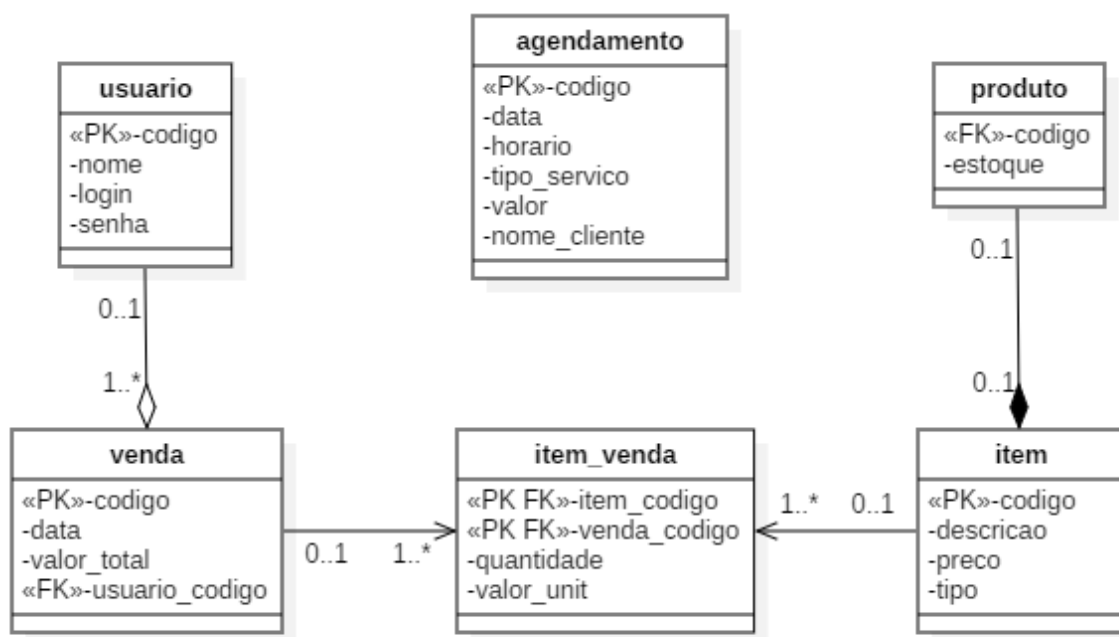 agendamento
«PK»-codigo
-data
-horario
-tipo_servico
-valor
-nome_cliente
usuario
«PK»-codigo
-nome
-login
-senha
produto
«FK»-codigo
-estoque
0..1
1..*
0..1
0..1
venda
«PK»-codigo
-data
-valor_total
«FK»-usuario_codigo
0..1
1..*
item_venda
«PK FK»-item_codigo
«PK FK»-venda_codigo
-quantidade
-valor_unit
1..*
0..1
item
«PK»-codigo
-descricao
-preco
-tipo